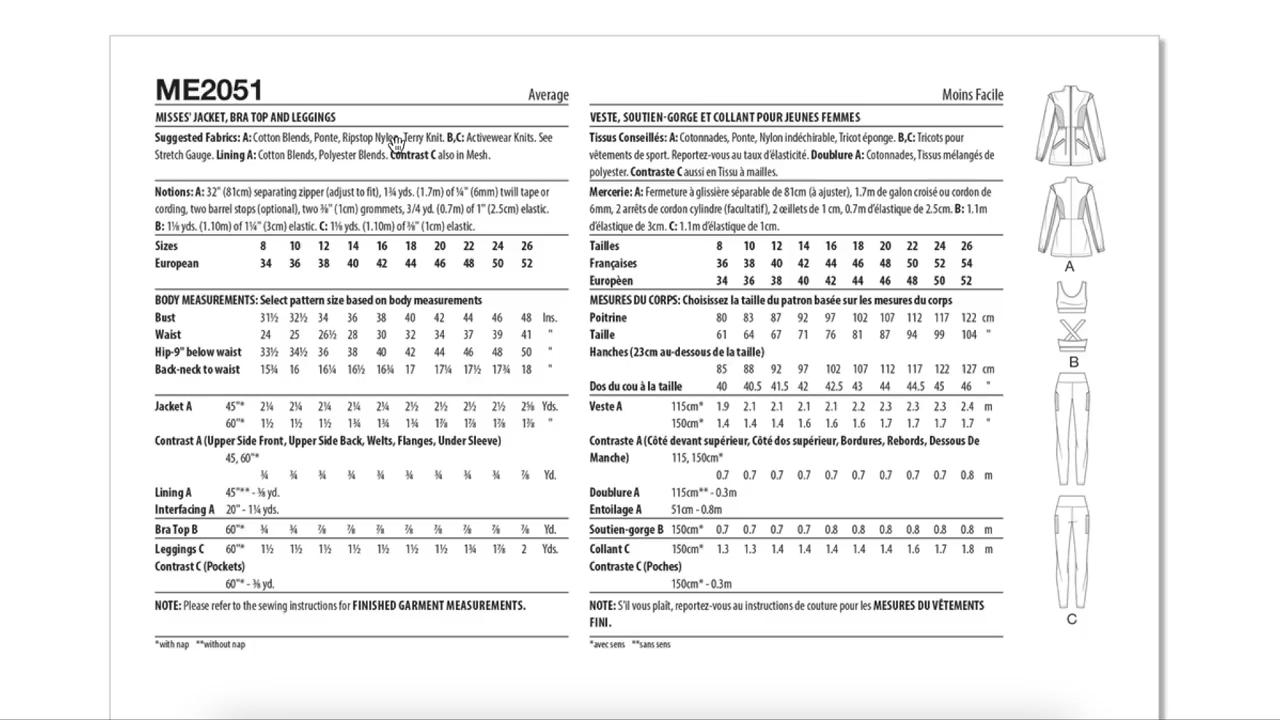 ME2051
Average
MISSES' JACKET, BRA TOP AND LEGGINGS
Suggested Fabrics: A: Cotton Blends, Ponte, Ripstop Nylon, Terry Knit. B,C: Activewear Knits. See
Stretch Gauge. Lining A: Cotton Blends, Polyester Blends. Contrast C also in Mesh.
Notions: A: 32" (81cm) separating zipper (adjust to fit), 1¾ yds. (1.7m) of ¼" (6mm) twill tape or
cording, two barrel stops (optional), two ⅜" (1cm) grommets, 3/4 yd. (0.7m) of 1" (2.5cm) elastic.
B: 1⅛ yds. (1.10m) of 1¼" (3cm) elastic. C: 1⅛ yds. (1.10m) of ⅜" (1cm) elastic.
Sizes 8 10 12 14 16 18 20 22 24 26
European 34 36 38 40 42 44 46 48 50 52
BODY MEASUREMENTS: Select pattern size based on body measurements
Bust 31½ 32½ 34 36 38 40 42 44 46 48 Ins.
Waist 24 25 26½ 28 30 32 34 37 39 41 "
Hip-9" below waist 33½ 34½ 36 38 40 42 44 46 48 50 "
Back-neck to waist 15¾ 16 16¼ 16½ 16¾ 17 17¼ 17½ 17¾ 18 "
Jacket A 45"* 2¼ 2¼ 2¼ 2¼ 2¼ 2½ 2½ 2½ 2½ 2⅝ Yds.
60"* 1½ 1½ 1½ 1¾ 1¾ 1⅞ 1⅞ 1⅞ 1⅞ 1⅞ "
Contrast A (Upper Side Front, Upper Side Back, Welts, Flanges, Under Sleeve)
45, 60"*
¾ ¾ ¾ ¾ ¾ ¾ ¾ ¾ ¾ ⅞ Yd.
Lining A 45"** - ⅜ yd.
Interfacing A 20" - 1¼ yds.
Bra Top B 60"* ¾ ¾ ⅞ ⅞ ⅞ ⅞ ⅞ ⅞ ⅞ ⅞ Yd.
Leggings C 60"* 1½ 1½ 1½ 1½ 1½ 1½ 1½ 1¾ 1⅞ 2 Yds.
Contrast C (Pockets)
60"* - ⅜ yd.
NOTE: Please refer to the sewing instructions for FINISHED GARMENT MEASUREMENTS.
*with nap **without nap
Moins Facile
VESTE, SOUTIEN-GORGE ET COLLANT POUR JEUNES FEMMES
Tissus Conseillés: A: Cotonnades, Ponte, Nylon indéchirable, Tricot éponge. B,C: Tricots pour
vêtements de sport. Reportez-vous au taux d'élasticité. Doublure A: Cotonnades, Tissus mélangés de
polyester. Contraste C aussi en Tissu à mailles.
Mercerie: A: Fermeture à glissière séparable de 81cm (à ajuster), 1.7m de galon croisé ou cordon de
6mm, 2 arrêts de cordon cylindre (facultatif), 2 œillets de 1 cm, 0.7m d'élastique de 2.5cm. B: 1.1m
d'élastique de 3cm. C: 1.1m d'élastique de 1cm.
Tailles 8 10 12 14 16 18 20 22 24 26
Françaises 36 38 40 42 44 46 48 50 52 54
Europèen 34 36 38 40 42 44 46 48 50 52
MESURES DU CORPS: Choisissez la taille du patron basée sur les mesures du corps
Poitrine 80 83 87 92 97 102 107 112 117 122 cm
Taille 61 64 67 71 76 81 87 94 99 104 "
Hanches (23cm au-dessous de la taille)
85 88 92 97 102 107 112 117 122 127 cm
Dos du cou à la taille 40 40.5 41.5 42 42.5 43 44 44.5 45 46 "
Veste A 115cm* 1.9 2.1 2.1 2.1 2.1 2.2 2.3 2.3 2.3 2.4 m
150cm* 1.4 1.4 1.4 1.6 1.6 1.6 1.7 1.7 1.7 1.7 "
Contraste A (Côté devant supérieur, Côté dos supérieur, Bordures, Rebords, Dessous De
Manche) 115, 150cm*
0.7 0.7 0.7 0.7 0.7 0.7 0.7 0.7 0.7 0.8 m
Doublure A 115cm** - 0.3m
Entoilage A 51cm - 0.8m
Soutien-gorge B 150cm* 0.7 0.7 0.7 0.7 0.8 0.8 0.8 0.8 0.8 0.8 m
Collant C 150cm* 1.3 1.3 1.4 1.4 1.4 1.4 1.4 1.6 1.7 1.8 m
Contraste C (Poches)
150cm* - 0.3m
NOTE: S'il vous plaît, reportez-vous au instructions de couture pour les MESURES DU VÊTEMENTS
FINI.
*avec sens **sans sens
A
B
C